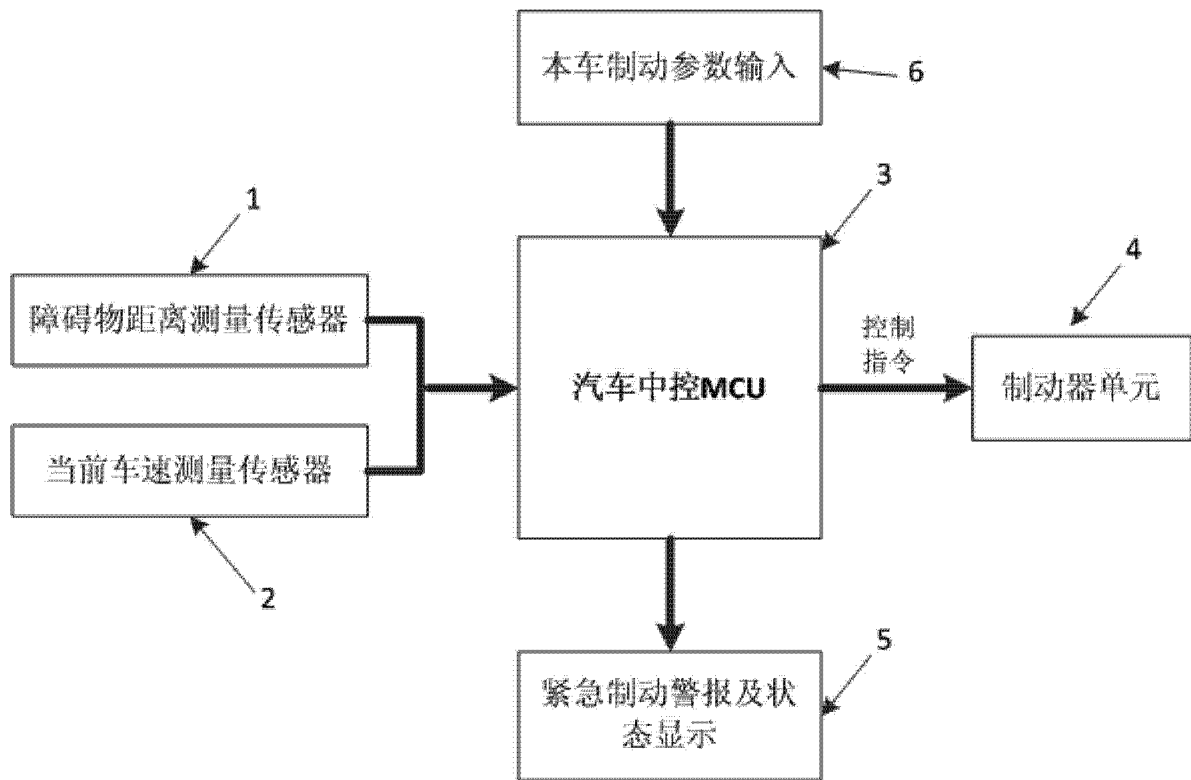 本车制动参数输入
6
3
1
4
障碍物距离测量传感器
控制
指令
汽车中控MCU
制动器单元
当前车速测量传感器
2
5
紧急制动警报及状
态显示